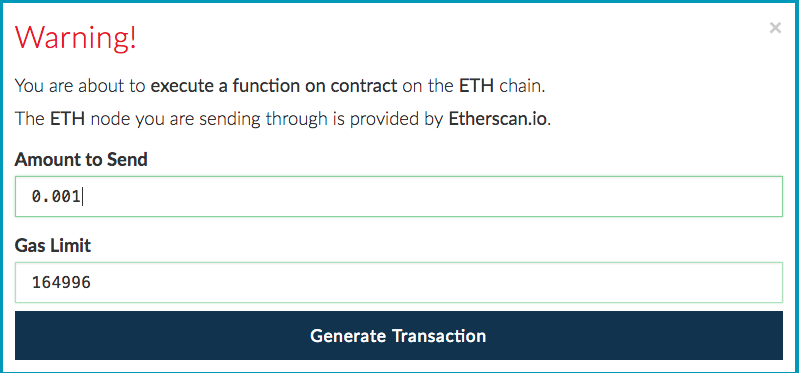 Warning!
×
You are about to execute a function on contract on the ETH chain.
The ETH node you are sending through is provided by Etherscan.io.
Amount to Send
0.001
Gas Limit
164996
Generate Transaction